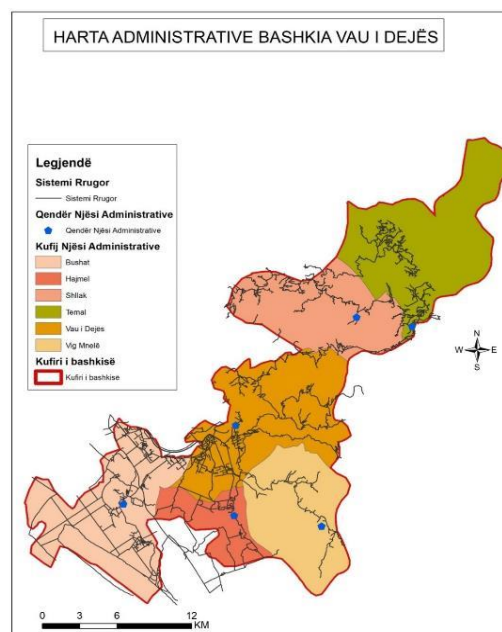 HARTA ADMINISTRATIVE BASHKIA VAU I DEJËS
Legjendë
Sistemi Rrugor
Sistemi Rrugor
Qendër Njësi Administrative
Qendër Njësi Administrative
Kufij Njësi Administrative
Bushat
Hajmel
Shllak
Temal
Vau i Dejës
Vig Mnelë
Kufiri i bashkisë
Kufiri i bashkise
N
W E
S
0 3 6 12
KM